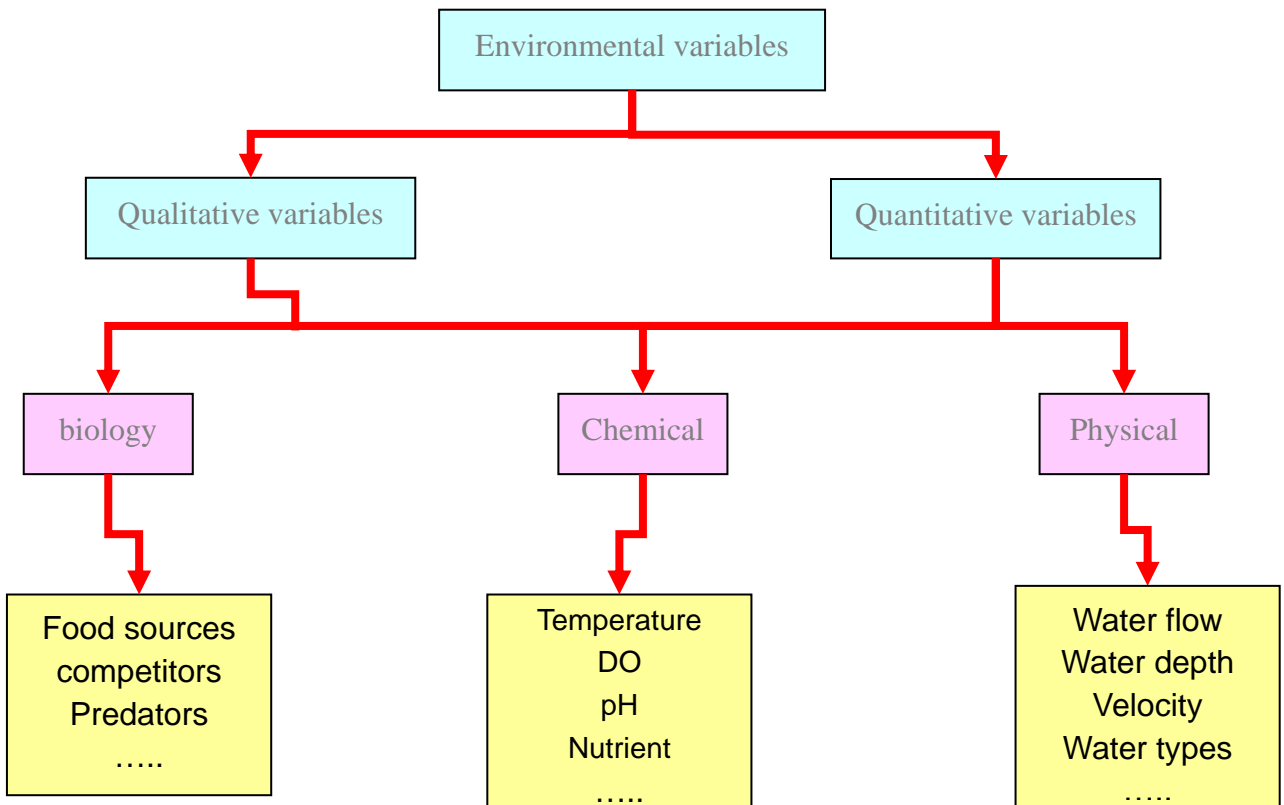 Environmental variables
Qualitative variables
Quantitative variables
biology
Chemical
Physical
Food sources
competitors
Predators
…..
Temperature
DO
pH
Nutrient
…..
Water flow
Water depth
Velocity
Water types
…..